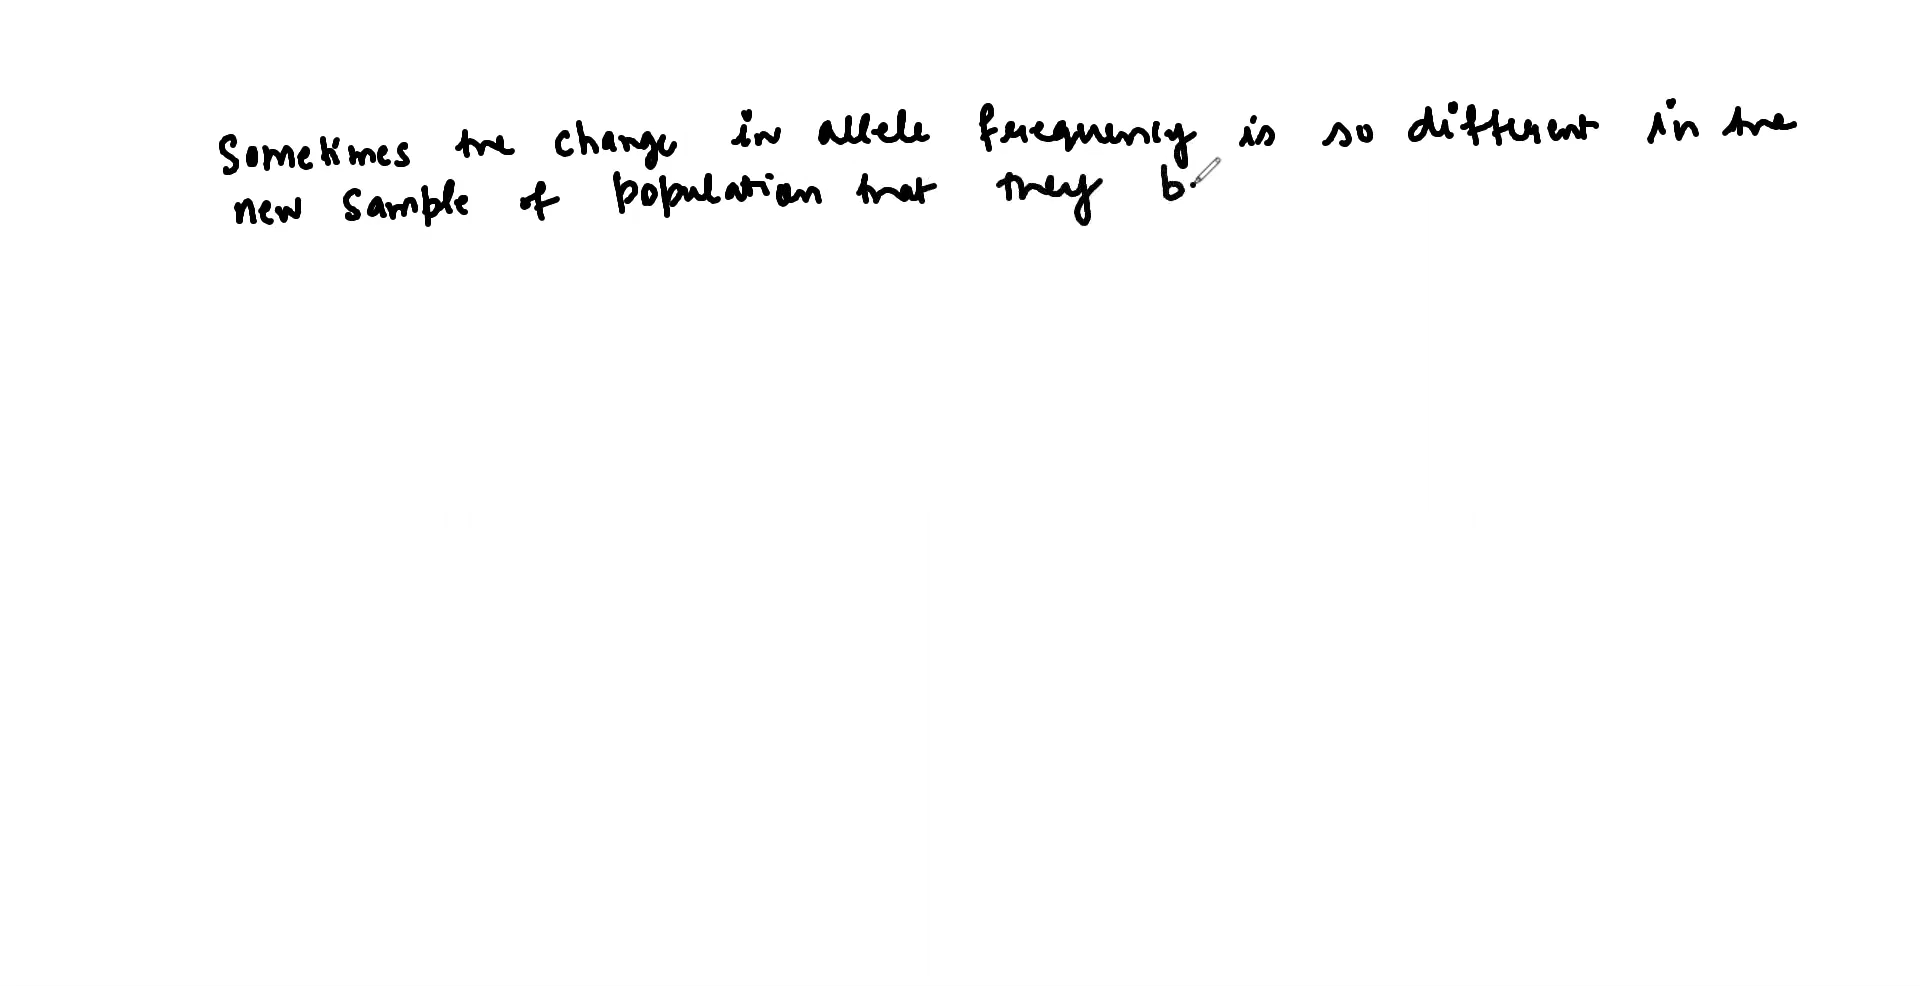 Sometimes the change in allele frequency is so different in the
new sample of population that they b